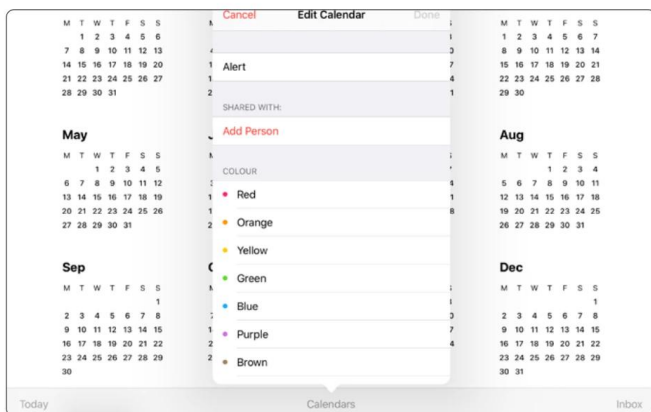 M T W T F S S
1 2 3 4 5 6
7 8 9 10 11 12 13
14 15 16 17 18 19 20
21 22 23 24 25 26 27
28 29 30 31
May
M T W T F S S
1 2 3 4 5
6 7 8 9 10 11 12
13 14 15 16 17 18 19
20 21 22 23 24 25 26
27 28 29 30 31
Sep
M T W T F S S
1
2 3 4 5 6 7 8
9 10 11 12 13 14 15
16 17 18 19 20 21 22
23 24 25 26 27 28 29
30
Cancel Edit Calendar Done
Alert
SHARED WITH:
Add Person
COLOUR
Red
Orange
Yellow
Green
Blue
Purple
Brown
M T W T F S S
1 2 3 4 5 6 7
8 9 10 11 12 13 14
15 16 17 18 19 20 21
22 23 24 25 26 27 28
29 30
Aug
M T W T F S S
1 2 3 4
5 6 7 8 9 10 11
12 13 14 15 16 17 18
19 20 21 22 23 24 25
26 27 28 29 30 31
Dec
M T W T F S S
1
2 3 4 5 6 7 8
9 10 11 12 13 14 15
16 17 18 19 20 21 22
23 24 25 26 27 28 29
30 31
Today Calendars Inbox